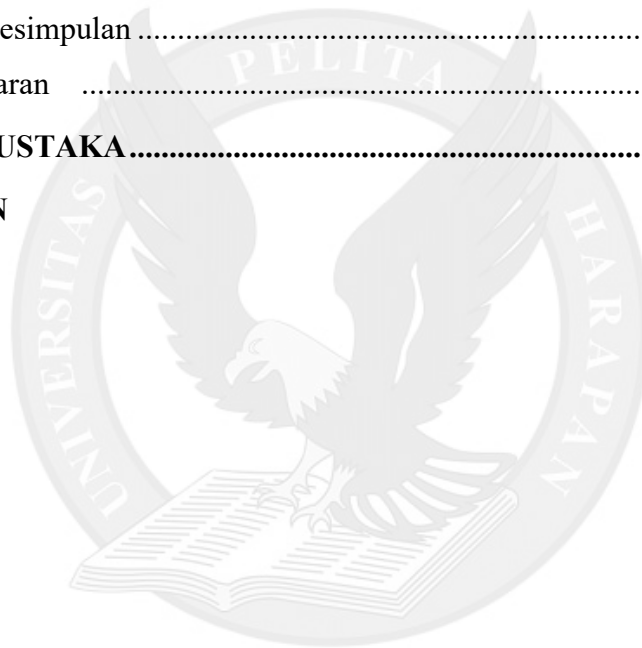 esimpulan ........................................................................
aran ........................................................................
USTAKA........................................................................
N
UNIVERSITAS PELITA HARAPAN